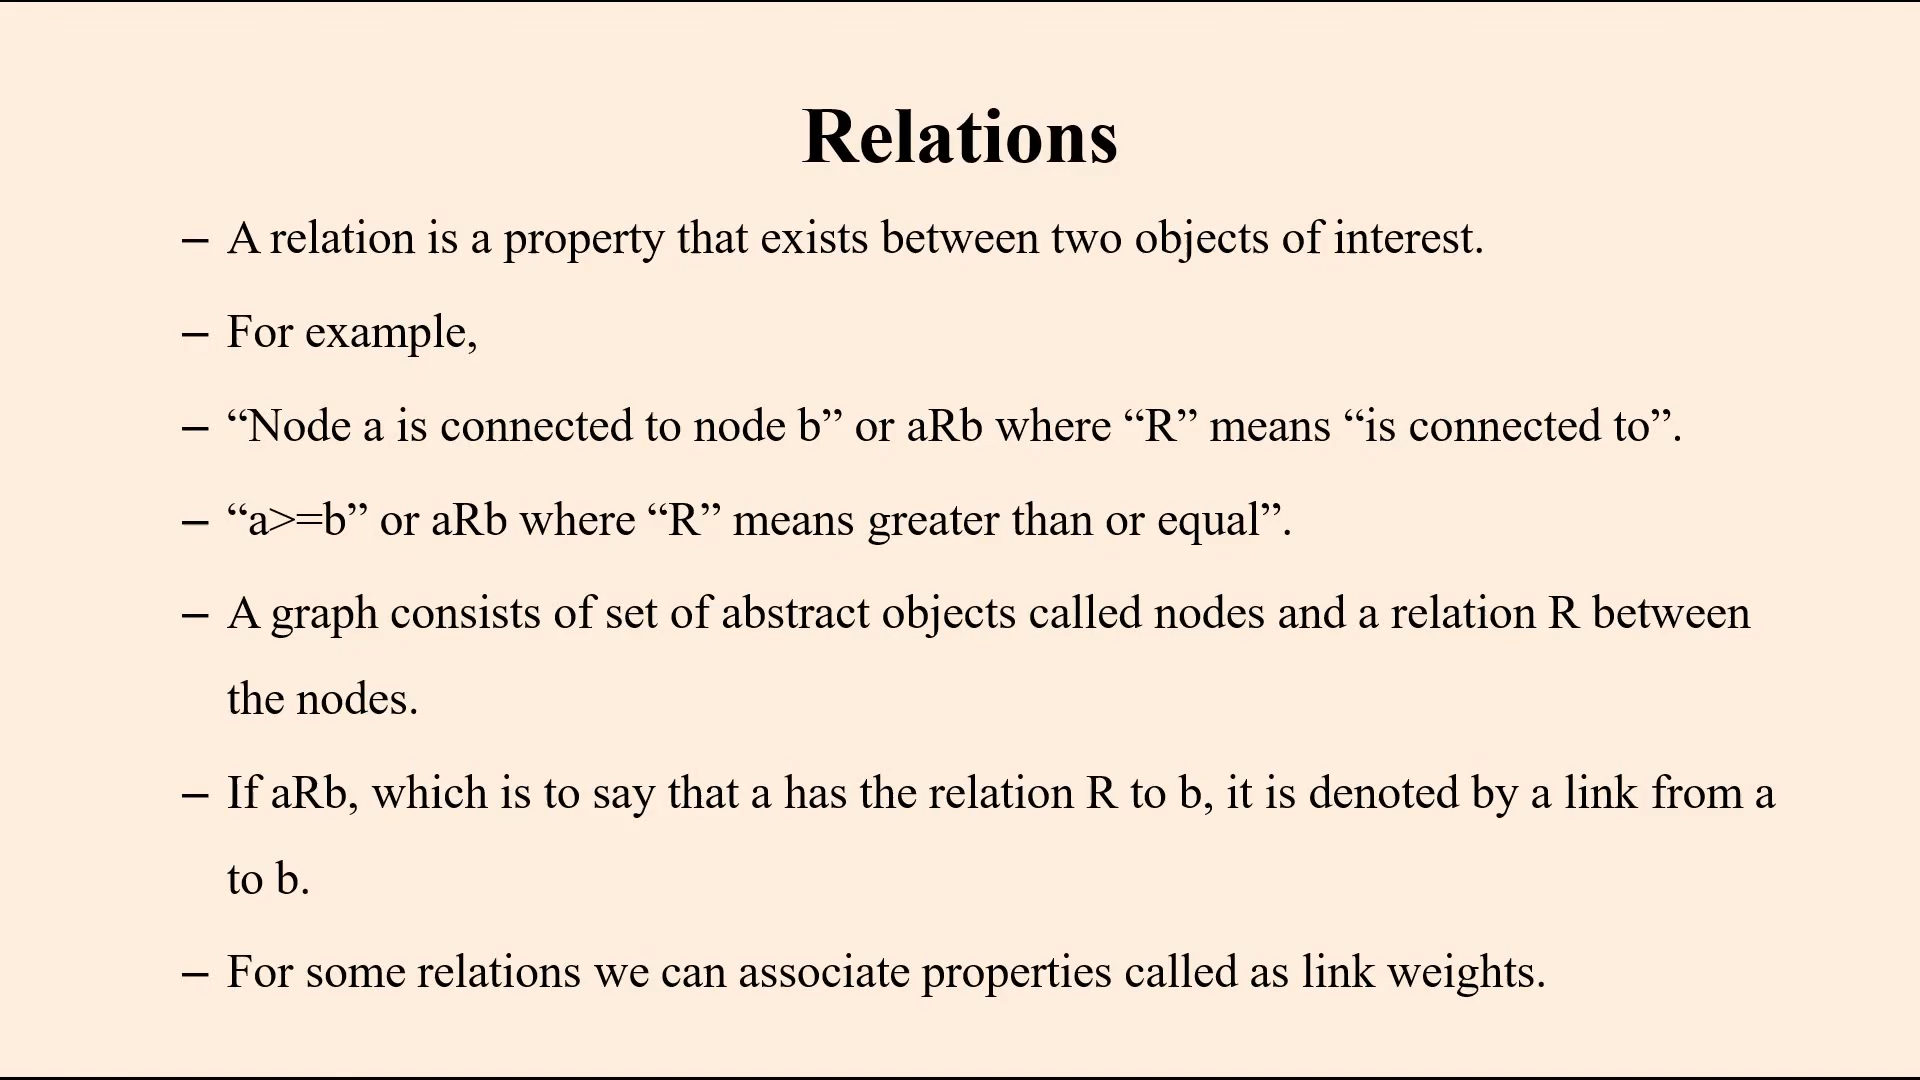 Relations
– A relation is a property that exists between two objects of interest.
– For example,
– “Node a is connected to node b” or aRb where “R” means “is connected to”.
– “a>=b” or aRb where “R” means greater than or equal”.
– A graph consists of set of abstract objects called nodes and a relation R between
the nodes.
– If aRb, which is to say that a has the relation R to b, it is denoted by a link from a
to b.
– For some relations we can associate properties called as link weights.